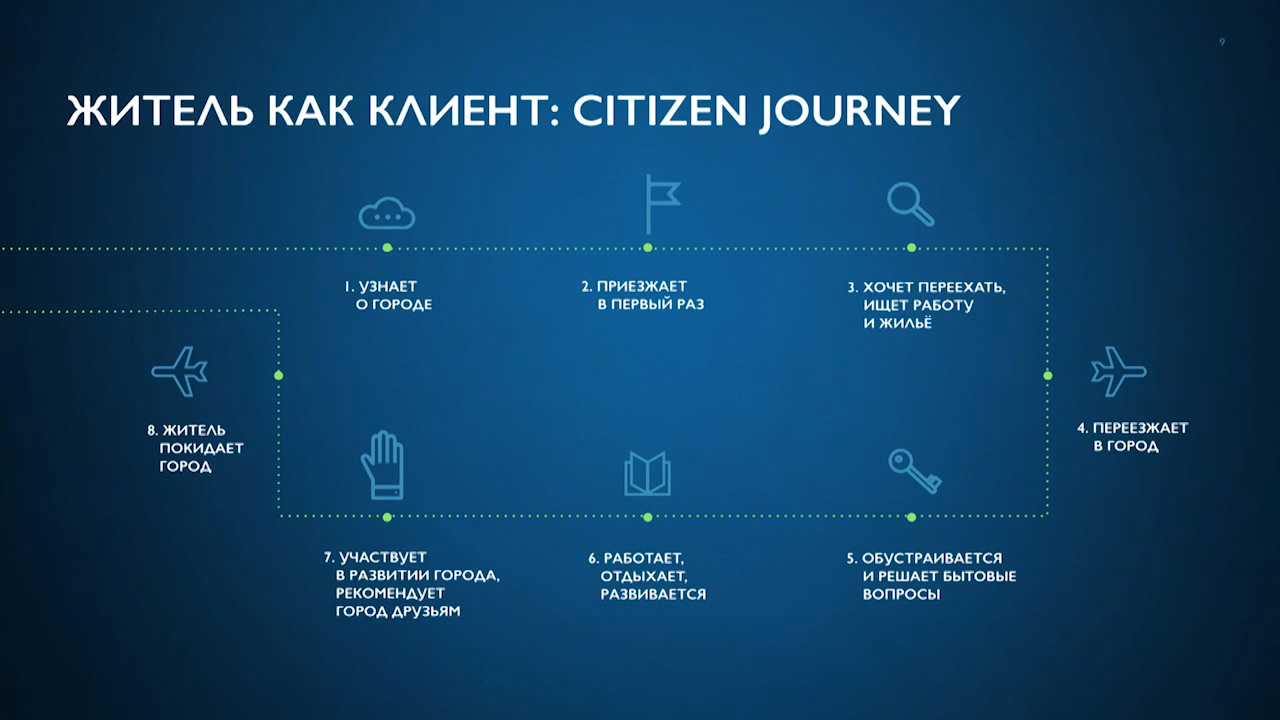 9
ЖИТЕЛЬ КАК КЛИЕНТ: CITIZEN JOURNEY
1. УЗНАЕТ
О ГОРОДЕ
2. ПРИЕЗЖАЕТ
В ПЕРВЫЙ РАЗ
3. ХОЧЕТ ПЕРЕЕХАТЬ,
ИЩЕТ РАБОТУ
И ЖИЛЬЁ
4. ПЕРЕЕЗЖАЕТ
В ГОРОД
5. ОБУСТРАИВАЕТСЯ
И РЕШАЕТ БЫТОВЫЕ
ВОПРОСЫ
6. РАБОТАЕТ,
ОТДЫХАЕТ,
РАЗВИВАЕТСЯ
7. УЧАСТВУЕТ
В РАЗВИТИИ ГОРОДА,
РЕКОМЕНДУЕТ
ГОРОД ДРУЗЬЯМ
8. ЖИТЕЛЬ
ПОКИДАЕТ
ГОРОД